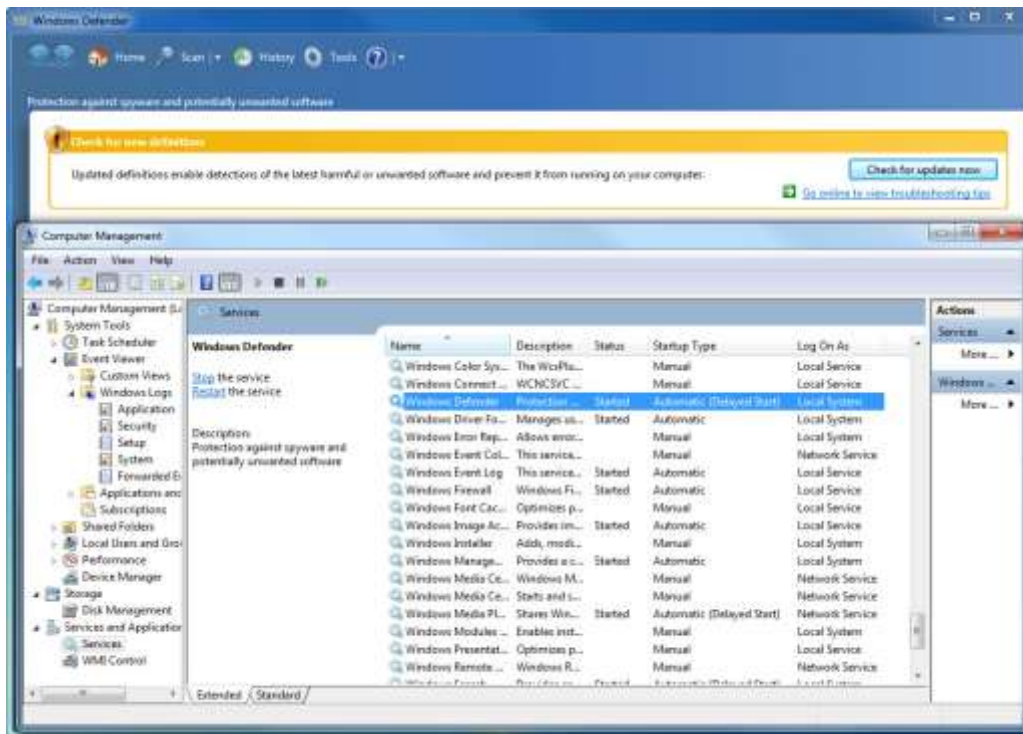 Windows Defender
Home Scan History Tools
Protection against spyware and potentially unwanted software
Check for new definitions
Updated definitions enable detections of the latest harmful or unwanted software and prevent it from running on your computer.
Check for updates now
Go online to view troubleshooting tips
Computer Management
File Action View Help
Computer Management (Lo
System Tools
Task Scheduler
Event Viewer
Custom Views
Windows Logs
Application
Security
Setup
System
Forwarded E
Applications and
Subscriptions
Shared Folders
Local Users and Gro
Performance
Device Manager
Storage
Disk Management
Services and Application
Services
WMI Control
Services
Windows Defender
Stop the service
Restart the service
Description:
Protection against spyware and
potentially unwanted software
Name Description Status Startup Type Log On As
Windows Color Sys... The WcsPlu... Manual Local Service
Windows Connect... WCNCSVC ... Manual Local Service
Windows Defender Protection ... Started Automatic (Delayed Start) Local System
Windows Driver Fo... Manages us... Started Automatic Local System
Windows Error Rep... Allows error... Manual Local System
Windows Event Col... This service... Manual Network Service
Windows Event Log This service... Started Automatic Local Service
Windows Firewall Windows Fi... Started Automatic Local Service
Windows Font Cac... Optimizes p... Manual Local Service
Windows Image Ac... Provides im... Started Automatic Local Service
Windows Installer Adds, modi... Manual Local System
Windows Manage... Provides a c... Started Automatic Local System
Windows Media Ce... Windows M... Manual Network Service
Windows Media Ce... Starts and s... Manual Network Service
Windows Media Pl... Shares Win... Started Automatic (Delayed Start) Network Service
Windows Modules ... Enables inst... Manual Local System
Windows Presentat... Optimizes p... Manual Local Service
Windows Remote ... Windows R... Manual Network Service
Extended Standard
Actions
Services
More ...
Windows ...
More ...